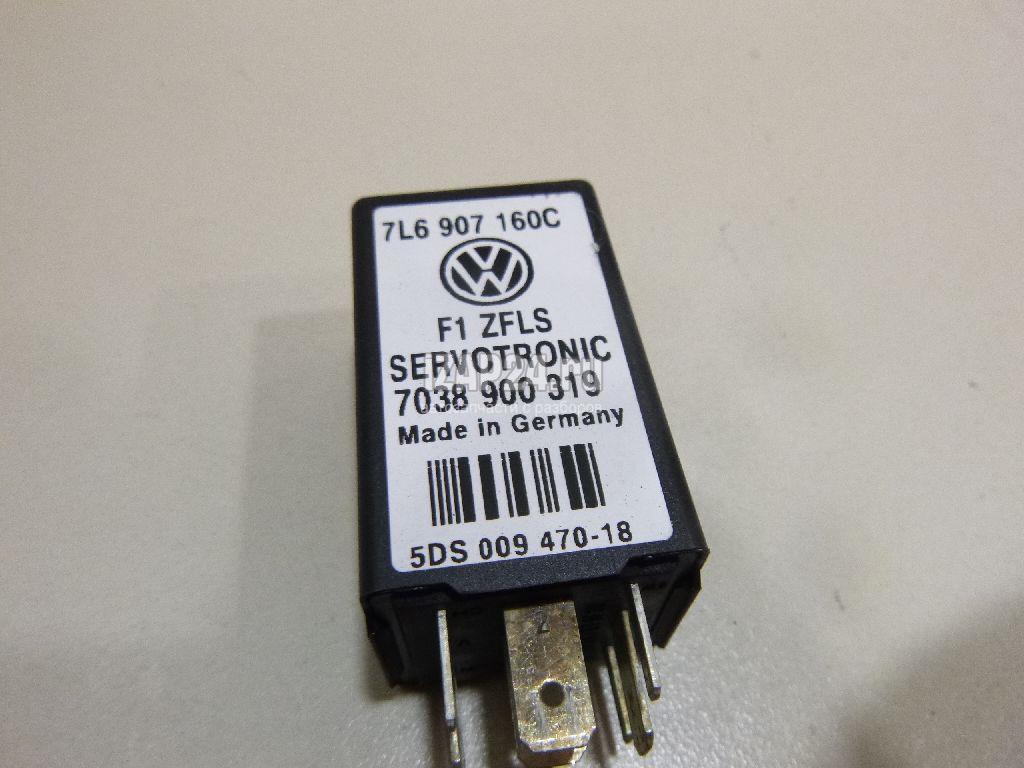 7L6 907 160C
F1 ZFLS
SERVOTRONIC
7038 900 319
Made in Germany
5DS 009 470-18